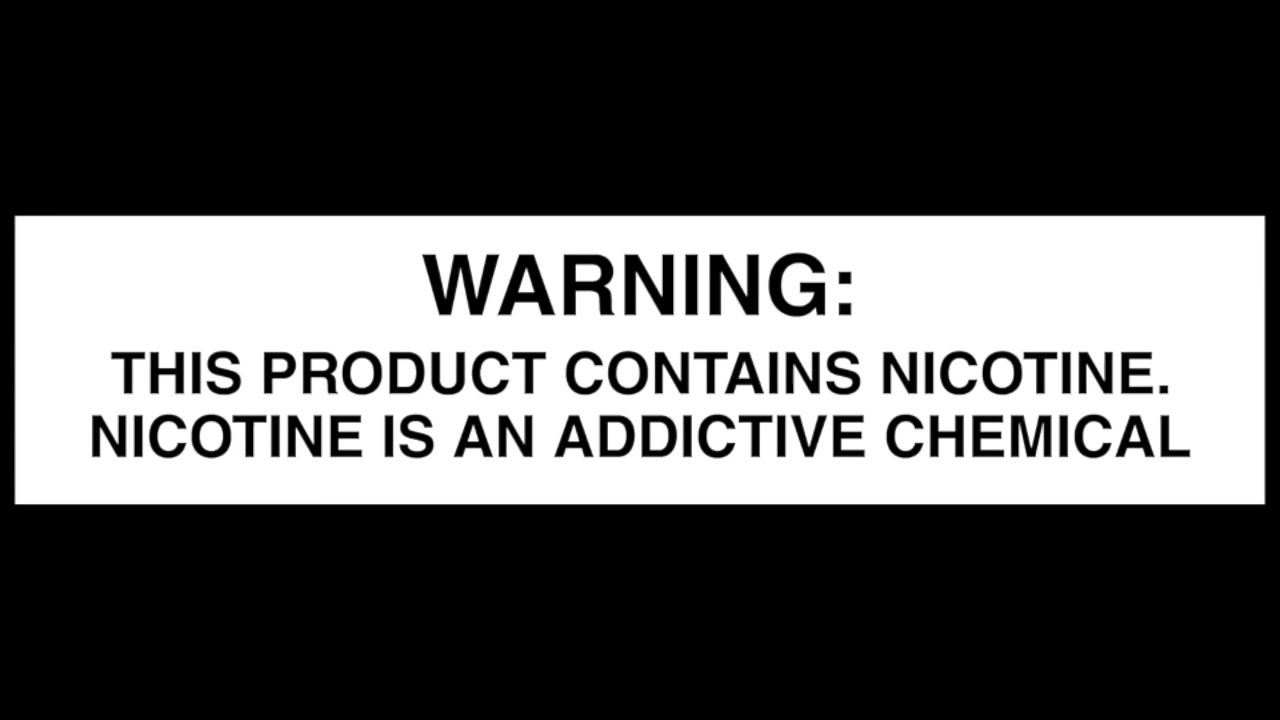 WARNING:
THIS PRODUCT CONTAINS NICOTINE.
NICOTINE IS AN ADDICTIVE CHEMICAL